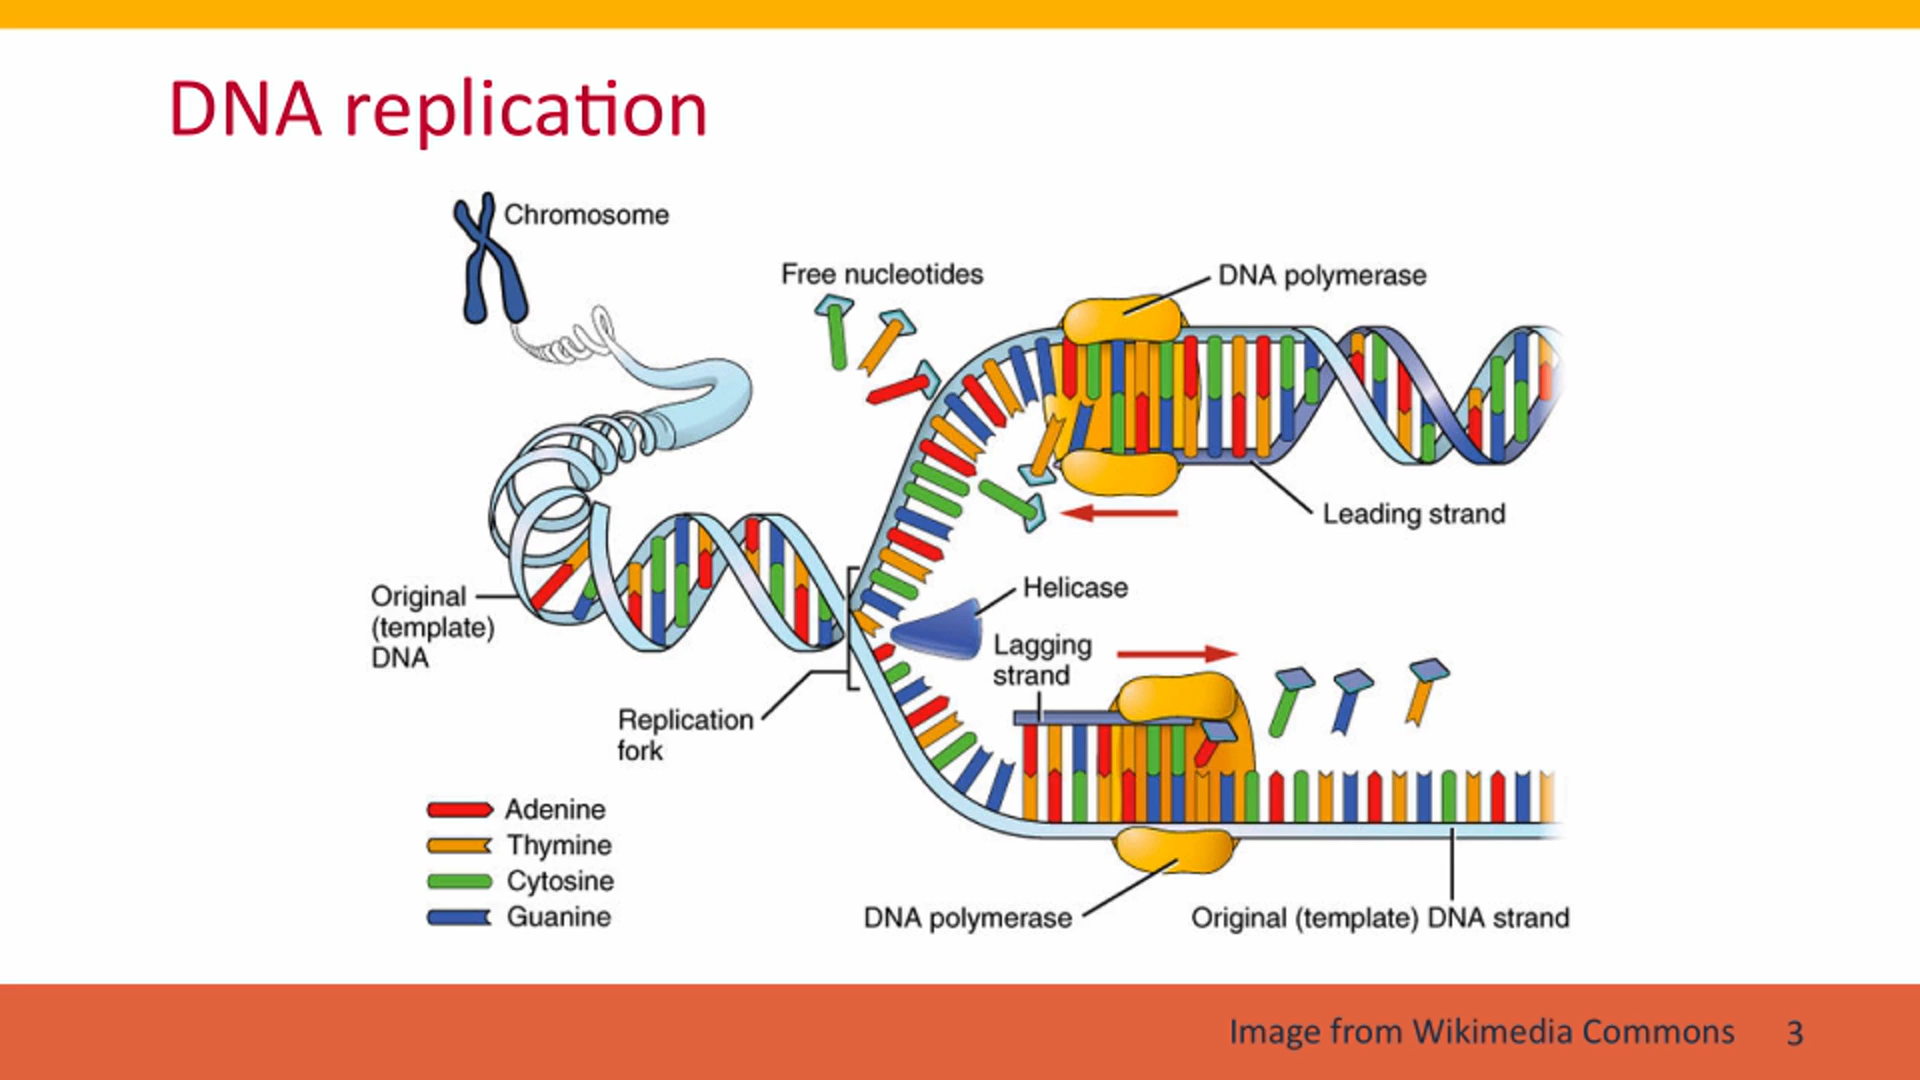 DNA replication
Chromosome
Free nucleotides
DNA polymerase
Leading strand
Original
(template)
DNA
Helicase
Lagging
strand
Replication
fork
Adenine
Thymine
Cytosine
Guanine
DNA polymerase
Original (template) DNA strand
Image from Wikimedia Commons
3